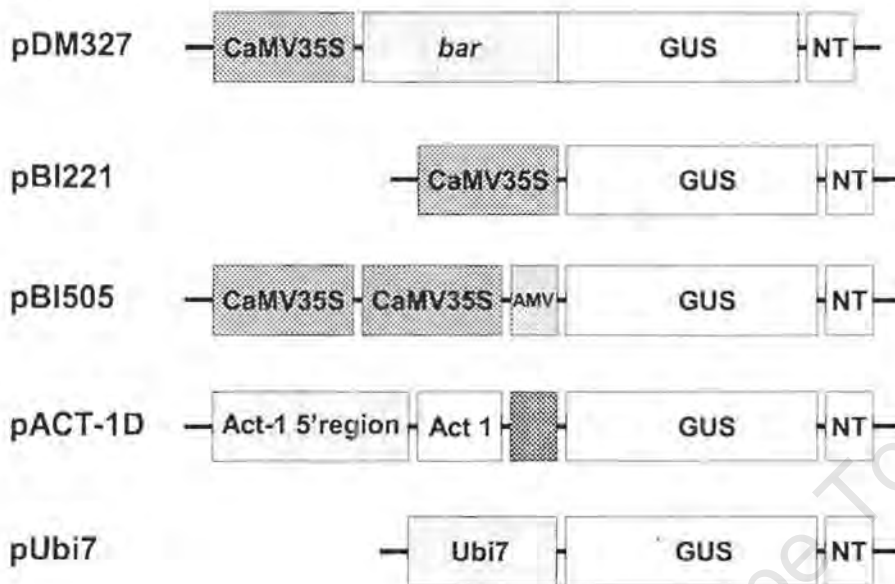 pDM327 CaMV35S bar GUS NT
pBI221 CaMV35S GUS NT
pBI505 CaMV35S CaMV35S AMV GUS NT
pACT-1D Act-1 5'region Act 1 GUS NT
pUbi7 Ubi7 GUS NT